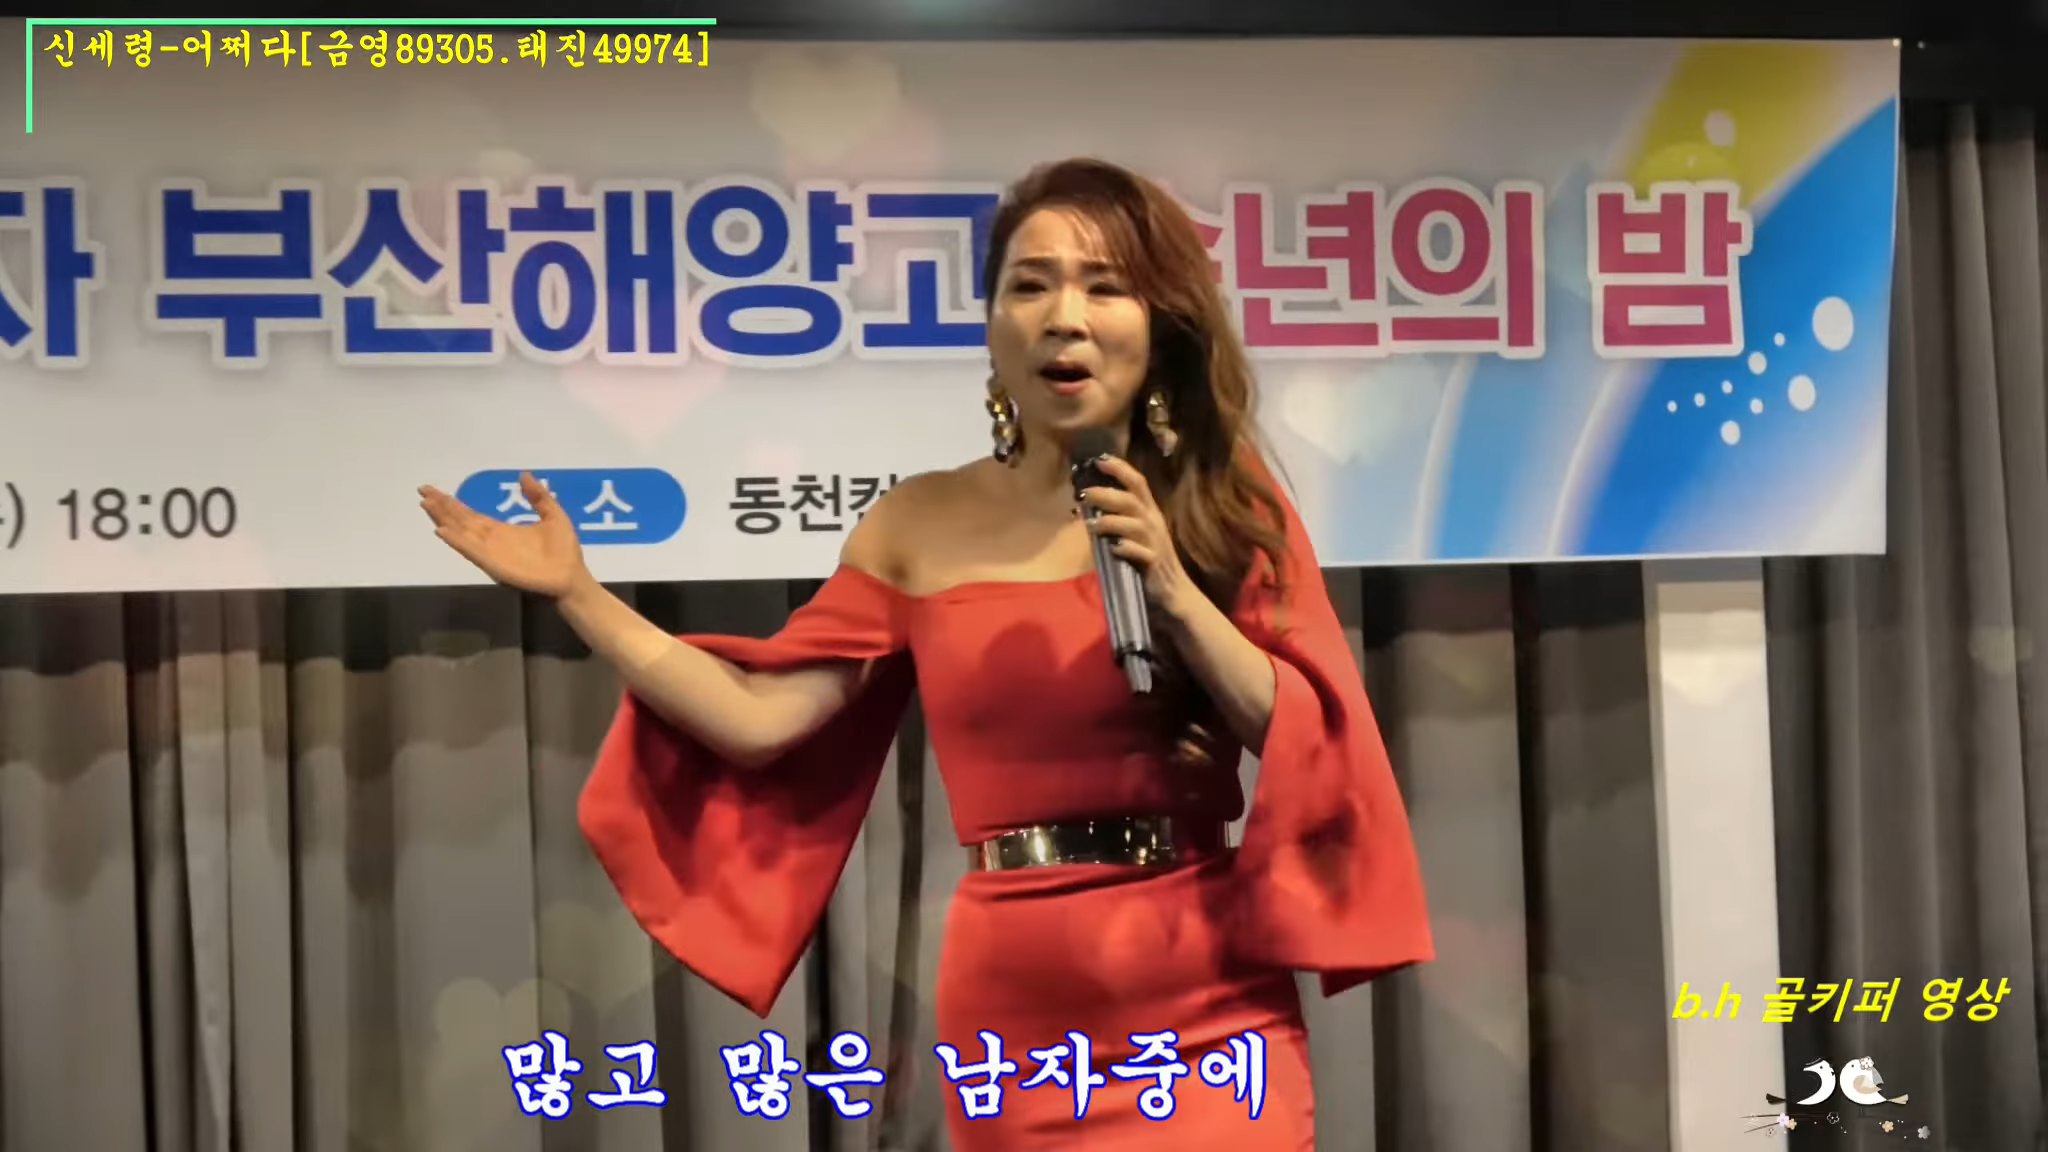 신세령-어쩌다[금영89305.태진49974]
부산해양고 년의 밤
18:00 장소 동천
b.h 골키퍼 영상
많고 많은 남자중에